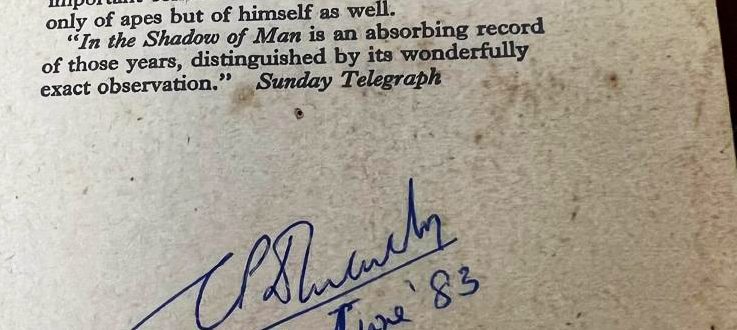 only of apes but of himself as well.
“In the Shadow of Man is an absorbing record
of those years, distinguished by its wonderfully
exact observation.” Sunday Telegraph
June '83